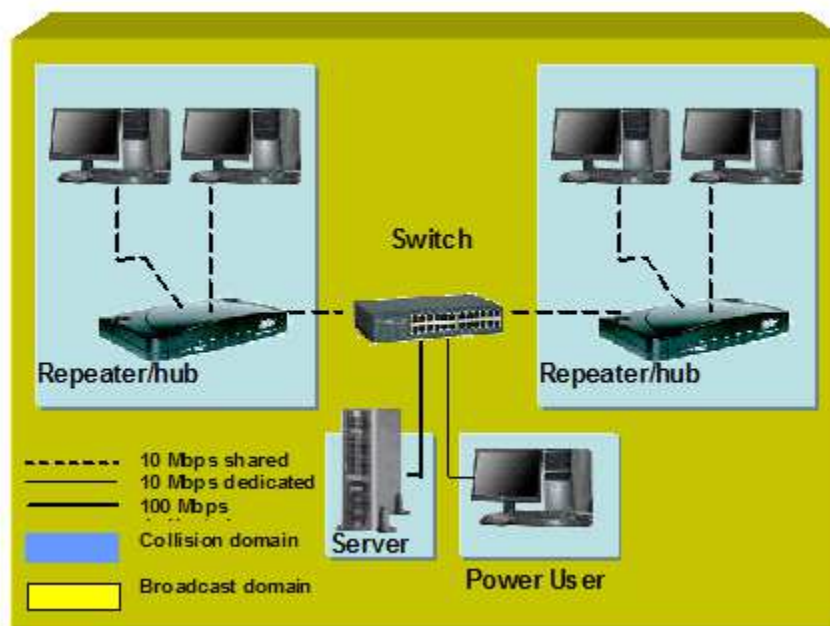 Switch
Repeater/hub
Repeater/hub
10 Mbps shared
10 Mbps dedicated
100 Mbps
Server
Collision domain
Power User
Broadcast domain